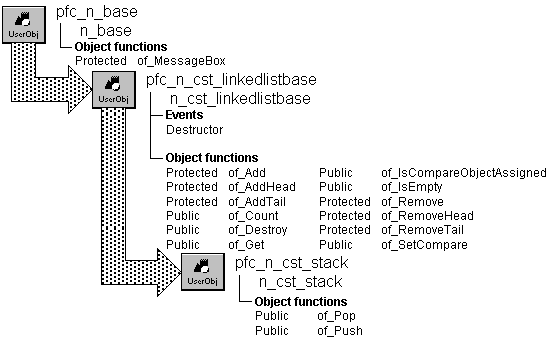 pfc_n_base
n_base
UserObj
Object functions
Protected of_MessageBox
pfc_n_cst_linkedlistbase
n_cst_linkedlistbase
UserObj
Events
Destructor
Object functions
Protected of_Add Public of_IsCompareObjectAssigned
Protected of_AddHead Public of_IsEmpty
Protected of_AddTail Protected of_Remove
Public of_Count Protected of_RemoveHead
Public of_Destroy Protected of_RemoveTail
Public of_Get Public of_SetCompare
pfc_n_cst_stack
n_cst_stack
UserObj
Object functions
Public of_Pop
Public of_Push